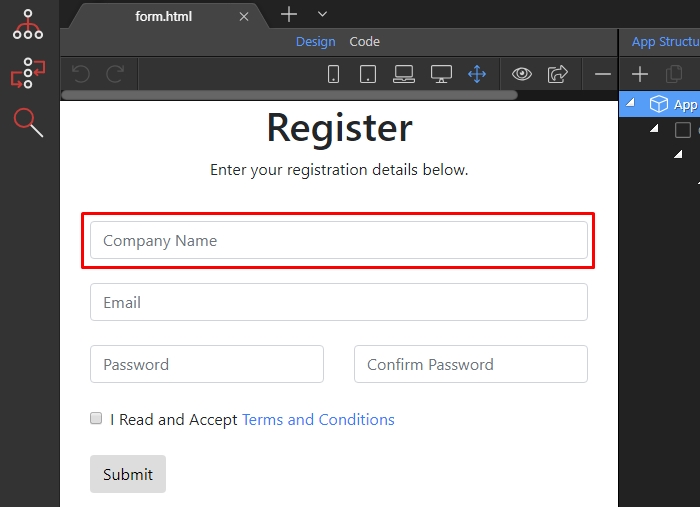 form.html
Design Code
App Structu
App
Register
Enter your registration details below.
Company Name
Email
Password Confirm Password
I Read and Accept Terms and Conditions
Submit